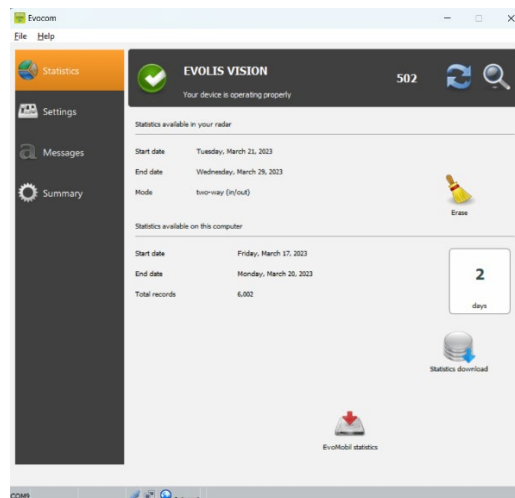 Evocom
File Help
Statistics
Settings
Messages
Summary
EVOLIS VISION
502
Your device is operating properly
Statistics available in your radar
Start date Tuesday, March 21, 2023
End date Wednesday, March 29, 2023
Mode two-way (in/out)
Erase
Statistics available on this computer
Start date Friday, March 17, 2023
End date Monday, March 20, 2023
Total records 6,002
2
days
Statistics download
EvoMobil statistics
COM9